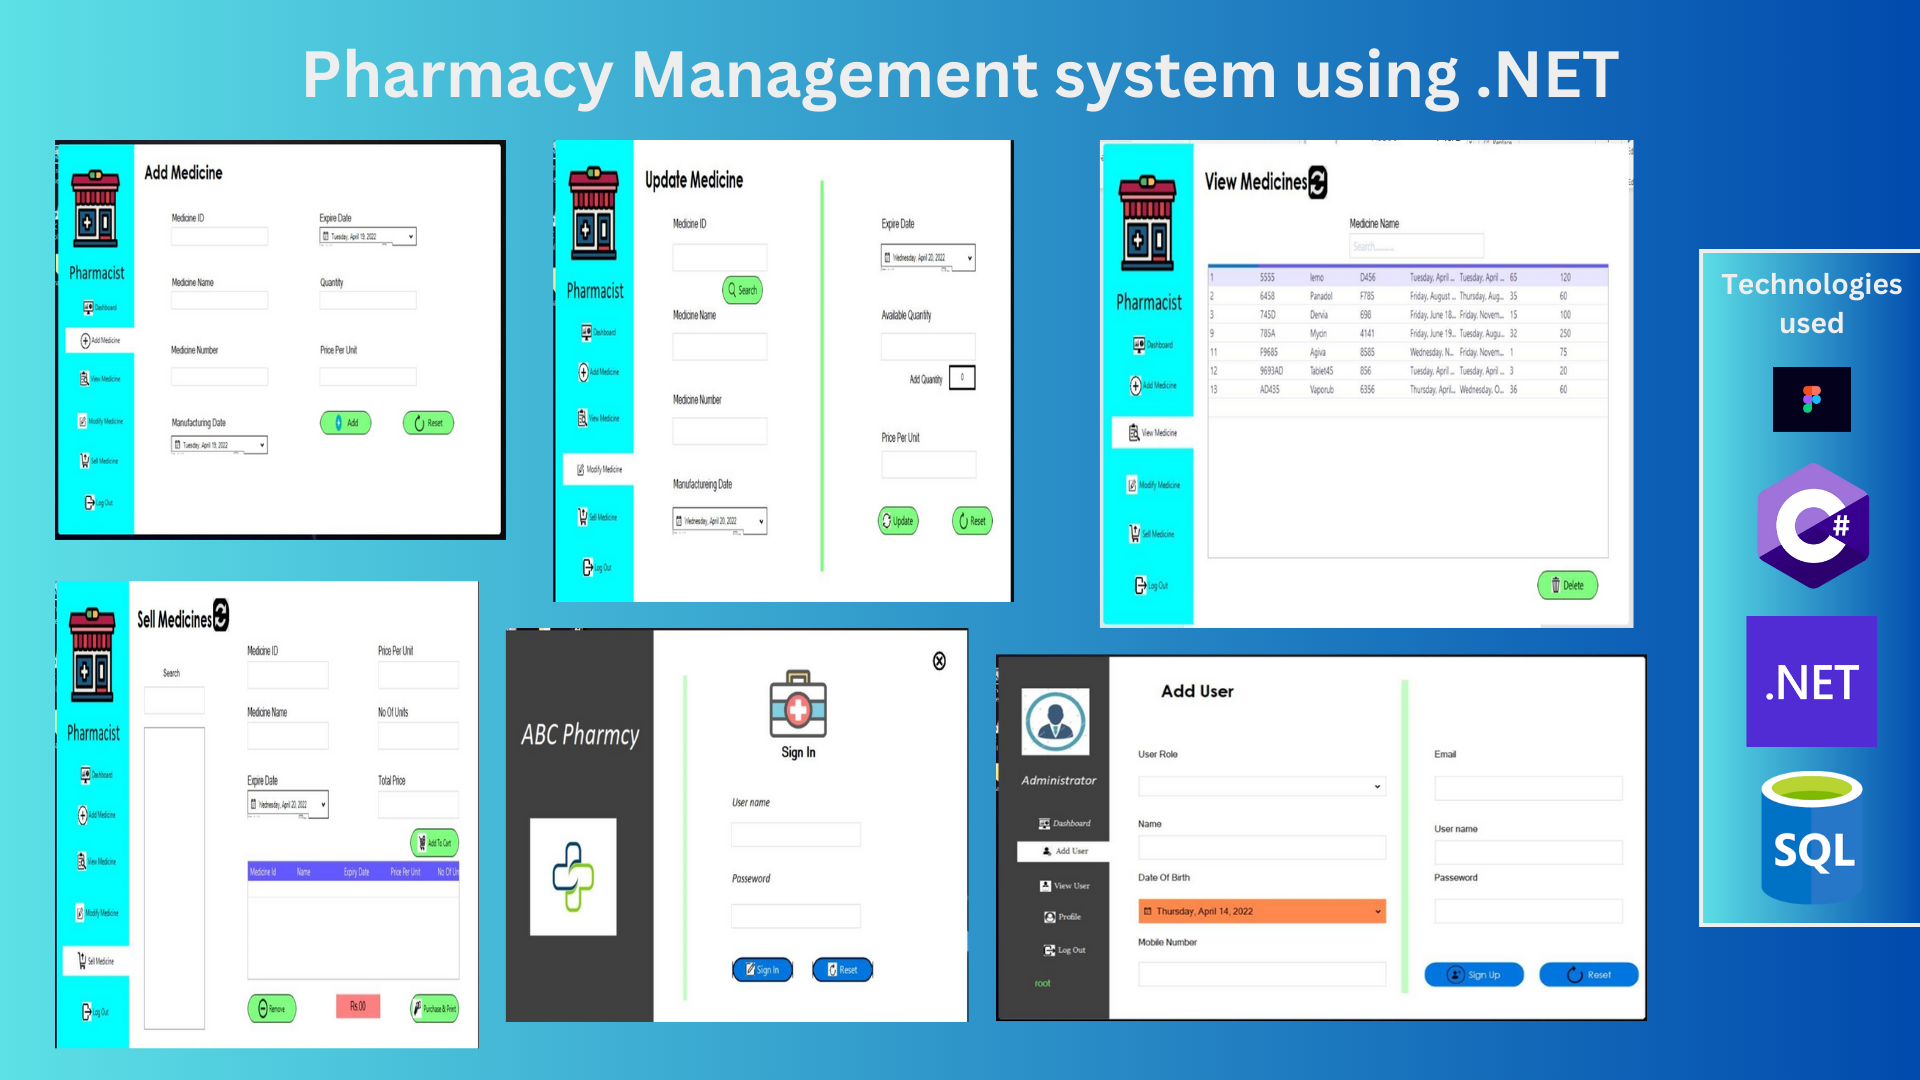 Pharmacy Management system using .NET
Add Medicine
Pharmacist
Dashboard
Add Medicine
View Medicine
Modify Medicine
Sell Medicine
Log Out
Medicine ID
Expire Date
Tuesday, April 19, 2022
Medicine Name
Quantity
Medicine Number
Price Per Unit
Manufacturing Date
Tuesday, April 19, 2022
Add
Reset
Update Medicine
Pharmacist
Dashboard
Add Medicine
View Medicine
Modify Medicine
Sell Medicine
Log Out
Medicine ID
Search
Medicine Name
Medicine Number
Manufactureing Date
Wednesday, April 20, 2022
Expire Date
Wednesday, April 20, 2022
Available Quantity
Add Quantity 0
Price Per Unit
Update
Reset
View Medicines
Pharmacist
Dashboard
Add Medicine
View Medicine
Modify Medicine
Sell Medicine
Log Out
Medicine Name
Search.........
1 5555 lemo D456 Tuesday, April ... Tuesday, April ... 65 120
2 6458 Panadol F785 Friday, August ... Thursday, Aug... 35 60
3 745D Dervia 698 Friday, June 18... Friday, Novem... 15 100
9 785A Mycin 4141 Friday, June 19... Tuesday, Augu... 32 250
11 F9685 Agiva 8585 Wednesday, N... Friday, Novem... 1 75
12 9693AD Tablet45 856 Tuesday, April ... Tuesday, April ... 3 20
13 AD435 Vaporub 6356 Thursday, April... Wednesday, O... 36 60
Delete
Technologies
used
C#
.NET
SQL
Sell Medicines
Pharmacist
Dashboard
Add Medicine
View Medicine
Modify Medicine
Sell Medicine
Log Out
Search
Medicine ID
Price Per Unit
Medicine Name
No Of Units
Expire Date
Wednesday, April 20, 2022
Total Price
Add To Cart
Medicine Id Name Expiry Date Price Per Unit No Of Un
Remove
Rs.00
Purchase & Print
ABC Pharmcy
Sign In
User name
Passeword
Sign In
Reset
Add User
Administrator
Dashboard
Add User
View User
Profile
Log Out
root
User Role
Name
Date Of Birth
Thursday, April 14, 2022
Mobile Number
Email
User name
Passeword
Sign Up
Reset